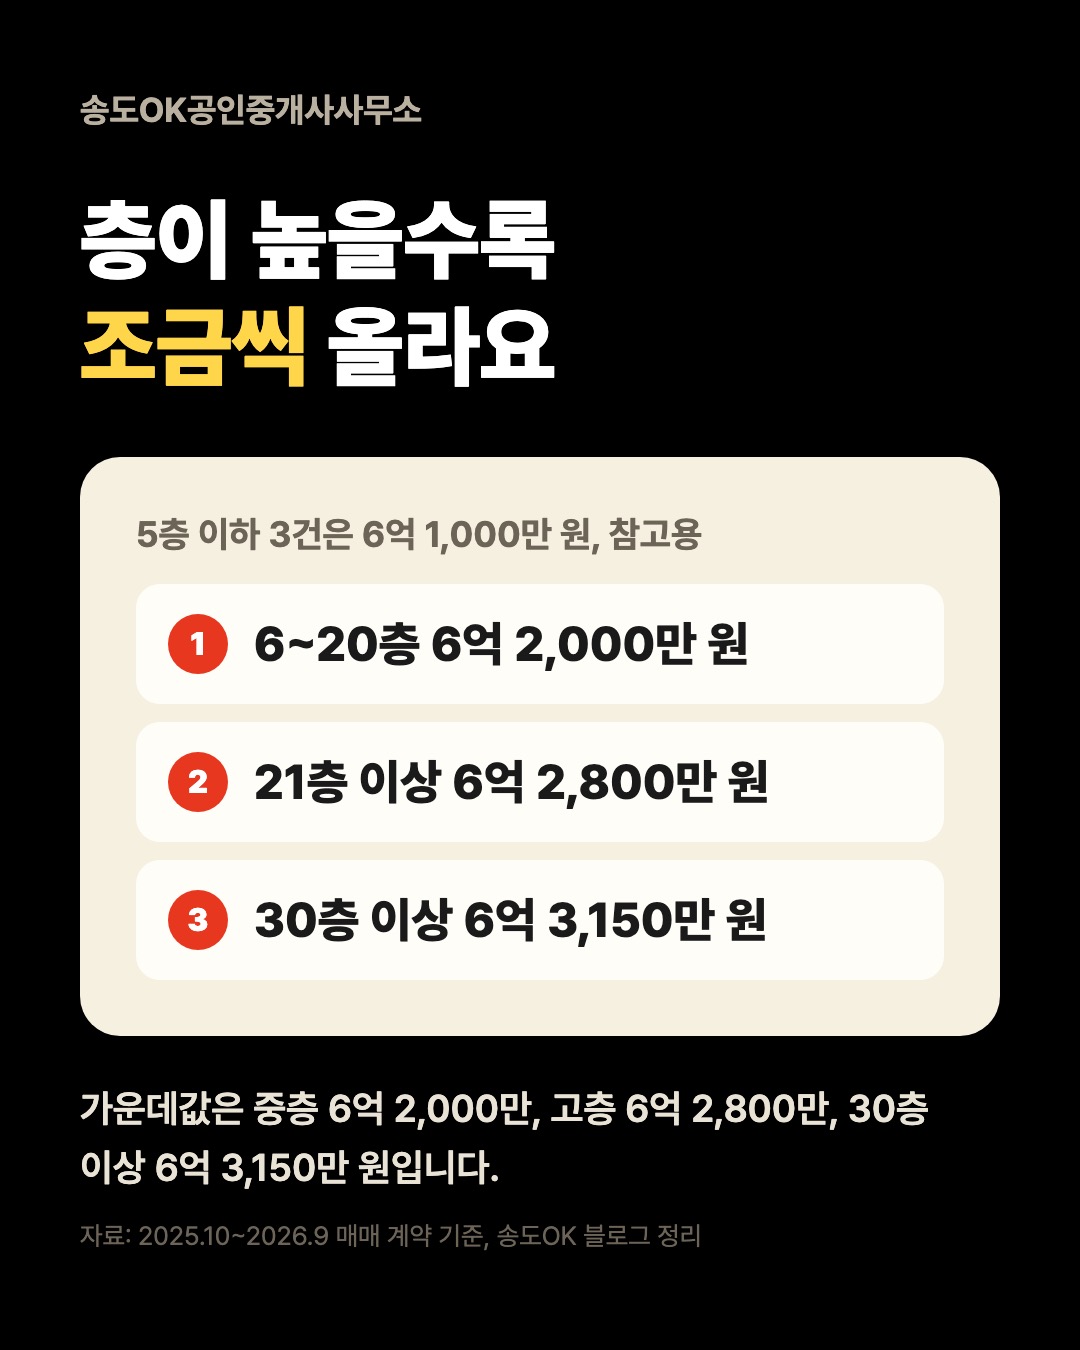 송도OK공인중개사사무소
층이 높을수록
조금씩 올라요
5층 이하 3건은 6억 1,000만 원, 참고용
1 6~20층 6억 2,000만 원
2 21층 이상 6억 2,800만 원
3 30층 이상 6억 3,150만 원
가운데값은 중층 6억 2,000만, 고층 6억 2,800만, 30층
이상 6억 3,150만 원입니다.
자료: 2025.10~2026.9 매매 계약 기준, 송도OK 블로그 정리